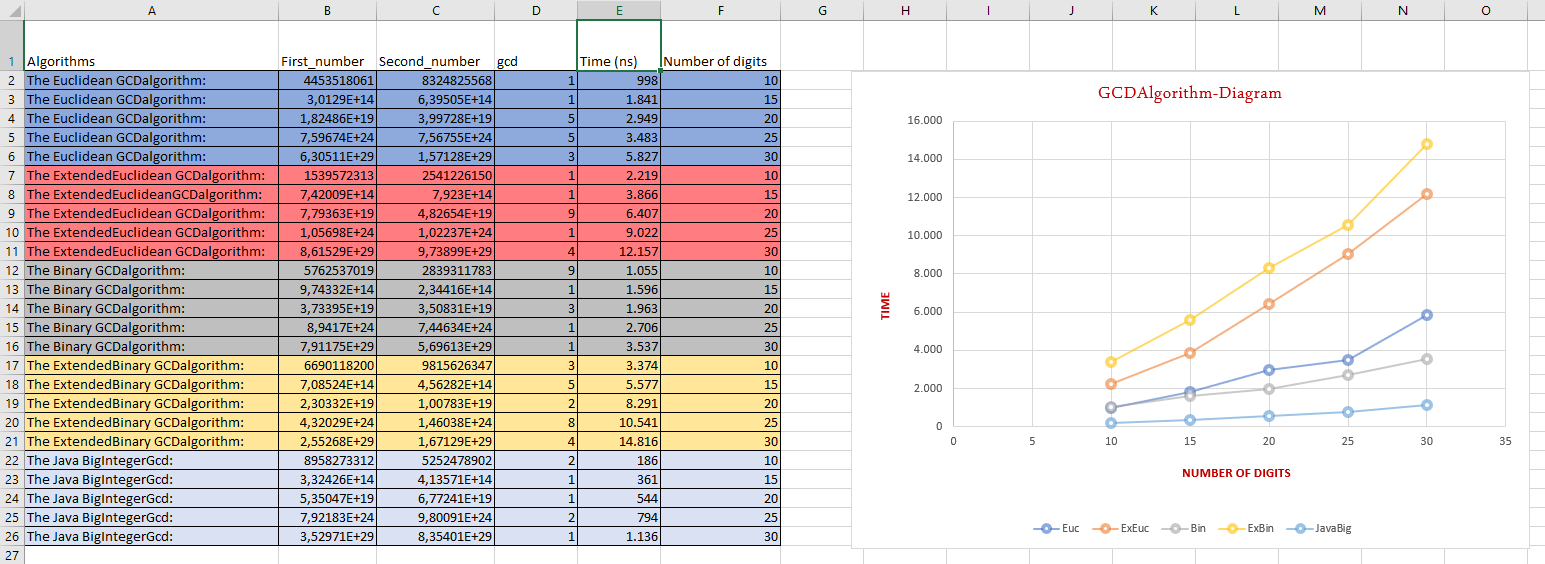 A B C D E F G H I J K L M N O
1 Algorithms First_number Second_number gcd Time (ns) Number of digits
2 The Euclidean GCDalgorithm: 4453518061 8324825568 1 998 10
3 The Euclidean GCDalgorithm: 3,0129E+14 6,39505E+14 1 1.841 15
4 The Euclidean GCDalgorithm: 1,82486E+19 3,99728E+19 5 2.949 20
5 The Euclidean GCDalgorithm: 7,59674E+24 7,56755E+24 5 3.483 25
6 The Euclidean GCDalgorithm: 6,30511E+29 1,57128E+29 3 5.827 30
7 The ExtendedEuclidean GCDalgorithm: 1539572313 2541226150 1 2.219 10
8 The ExtendedEuclideanGCDalgorithm: 7,42009E+14 7,923E+14 1 3.866 15
9 The ExtendedEuclidean GCDalgorithm: 7,79363E+19 4,82654E+19 9 6.407 20
10 The ExtendedEuclidean GCDalgorithm: 1,05698E+24 1,02237E+24 1 9.022 25
11 The ExtendedEuclidean GCDalgorithm: 8,61529E+29 9,73899E+29 4 12.157 30
12 The Binary GCDalgorithm: 5762537019 2839311783 9 1.055 10
13 The Binary GCDalgorithm: 9,74332E+14 2,34416E+14 1 1.596 15
14 The Binary GCDalgorithm: 3,73395E+19 3,50831E+19 3 1.963 20
15 The Binary GCDalgorithm: 8,9417E+24 7,44634E+24 1 2.706 25
16 The Binary GCDalgorithm: 7,91175E+29 5,69613E+29 1 3.537 30
17 The ExtendedBinary GCDalgorithm: 6690118200 9815626347 3 3.374 10
18 The ExtendedBinary GCDalgorithm: 7,08524E+14 4,56282E+14 5 5.577 15
19 The ExtendedBinary GCDalgorithm: 2,30332E+19 1,00783E+19 2 8.291 20
20 The ExtendedBinary GCDalgorithm: 4,32029E+24 1,46038E+24 8 10.541 25
21 The ExtendedBinary GCDalgorithm: 2,55268E+29 1,67129E+29 4 14.816 30
22 The Java BigIntegerGcd: 8958273312 5252478902 2 186 10
23 The Java BigIntegerGcd: 3,32426E+14 4,13571E+14 1 361 15
24 The Java BigIntegerGcd: 5,35047E+19 6,77241E+19 1 544 20
25 The Java BigIntegerGcd: 7,92183E+24 9,80091E+24 2 794 25
26 The Java BigIntegerGcd: 3,52971E+29 8,35401E+29 1 1.136 30
27
GCDAlgorithm-Diagram
16.000
14.000
12.000
10.000
8.000
6.000
4.000
2.000
0
TIME
0 5 10 15 20 25 30 35
NUMBER OF DIGITS
Euc ExEuc Bin ExBin JavaBig